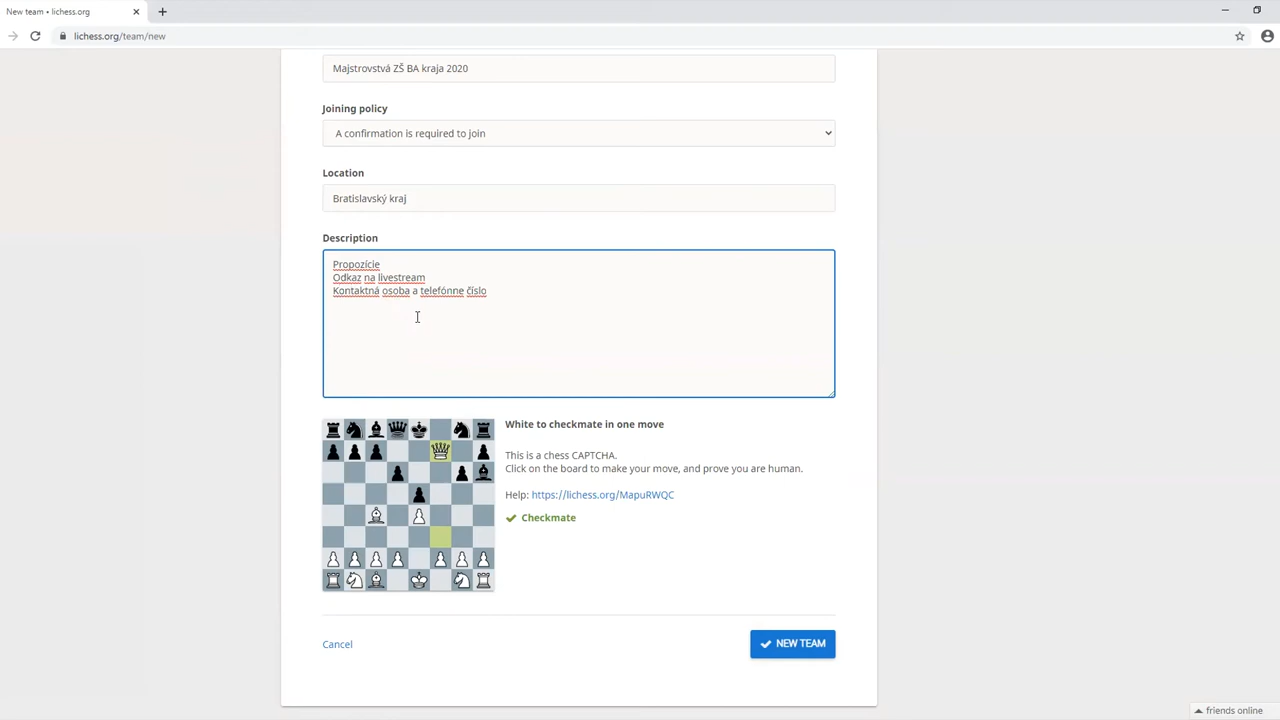 New team • lichess.org
lichess.org/team/new
Majstrovstvá ZŠ BA kraja 2020
Joining policy
A confirmation is required to join
Location
Bratislavský kraj
Description
Propozície
Odkaz na livestream
Kontaktná osoba a telefónne číslo
White to checkmate in one move
This is a chess CAPTCHA.
Click on the board to make your move, and prove you are human.
Help: https://lichess.org/MapuRWQC
Checkmate
Cancel
NEW TEAM
friends online